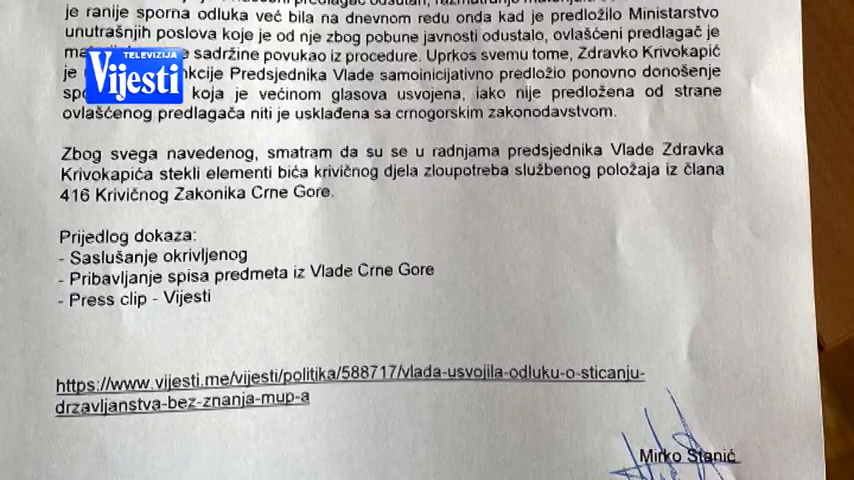 je ranije sporna odluka već bila na dnevnom redu onda kad je predložilo Ministarstvo
unutrašnjih poslova koje je od nje zbog pobune javnosti odustalo, ovlašćeni predlagač je
sadržine povukao iz procedure. Uprkos svemu tome, Zdravko Krivokapić
je Predsjednika Vlade samoinicijativno predložio ponovno donošenje
koja je većinom glasova usvojena, iako nije predložena od strane
ovlašćenog predlagača niti je usklađena sa crnogorskim zakonodavstvom.
TELEVIZIJA
Vijesti
Zbog svega navedenog, smatram da su se u radnjama predsjednika Vlade Zdravka
Krivokapića stekli elementi bića krivičnog djela zloupotreba službenog položaja iz člana
416 Krivičnog Zakonika Crne Gore.
Prijedlog dokaza:
- Saslušanje okrivljenog
- Pribavljanje spisa predmeta iz Vlade Crne Gore
- Press clip - Vijesti
https://www.vijesti.me/vijesti/politika/588717/vlada-usvojila-odluku-o-sticanju-
drzavljanstva-bez-znanja-mup-a
Mirko Stanić